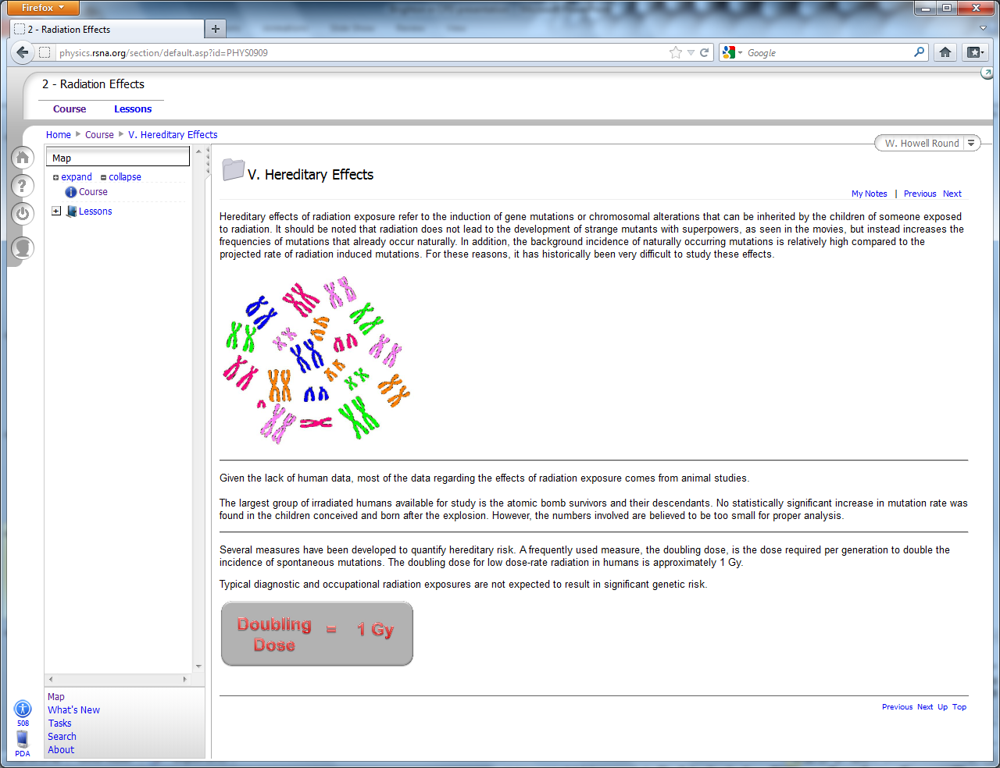 Firefox
2 - Radiation Effects
physics.rsna.org/section/default.asp?id=PHYS0909
Google
2 - Radiation Effects
Course
Lessons
Home Course V. Hereditary Effects
W. Howell Round
Map
expand collapse
Course
Lessons
V. Hereditary Effects
My Notes | Previous Next
Hereditary effects of radiation exposure refer to the induction of gene mutations or chromosomal alterations that can be inherited by the children of someone exposed
to radiation. It should be noted that radiation does not lead to the development of strange mutants with superpowers, as seen in the movies, but instead increases the
frequencies of mutations that already occur naturally. In addition, the background incidence of naturally occurring mutations is relatively high compared to the
projected rate of radiation induced mutations. For these reasons, it has historically been very difficult to study these effects.
Given the lack of human data, most of the data regarding the effects of radiation exposure comes from animal studies.
The largest group of irradiated humans available for study is the atomic bomb survivors and their descendants. No statistically significant increase in mutation rate was
found in the children conceived and born after the explosion. However, the numbers involved are believed to be too small for proper analysis.
Several measures have been developed to quantify hereditary risk. A frequently used measure, the doubling dose, is the dose required per generation to double the
incidence of spontaneous mutations. The doubling dose for low dose-rate radiation in humans is approximately 1 Gy.
Typical diagnostic and occupational radiation exposures are not expected to result in significant genetic risk.
Doubling = 1 Gy
Dose
Previous Next Up Top
Map
What's New
Tasks
Search
About
508
PDA